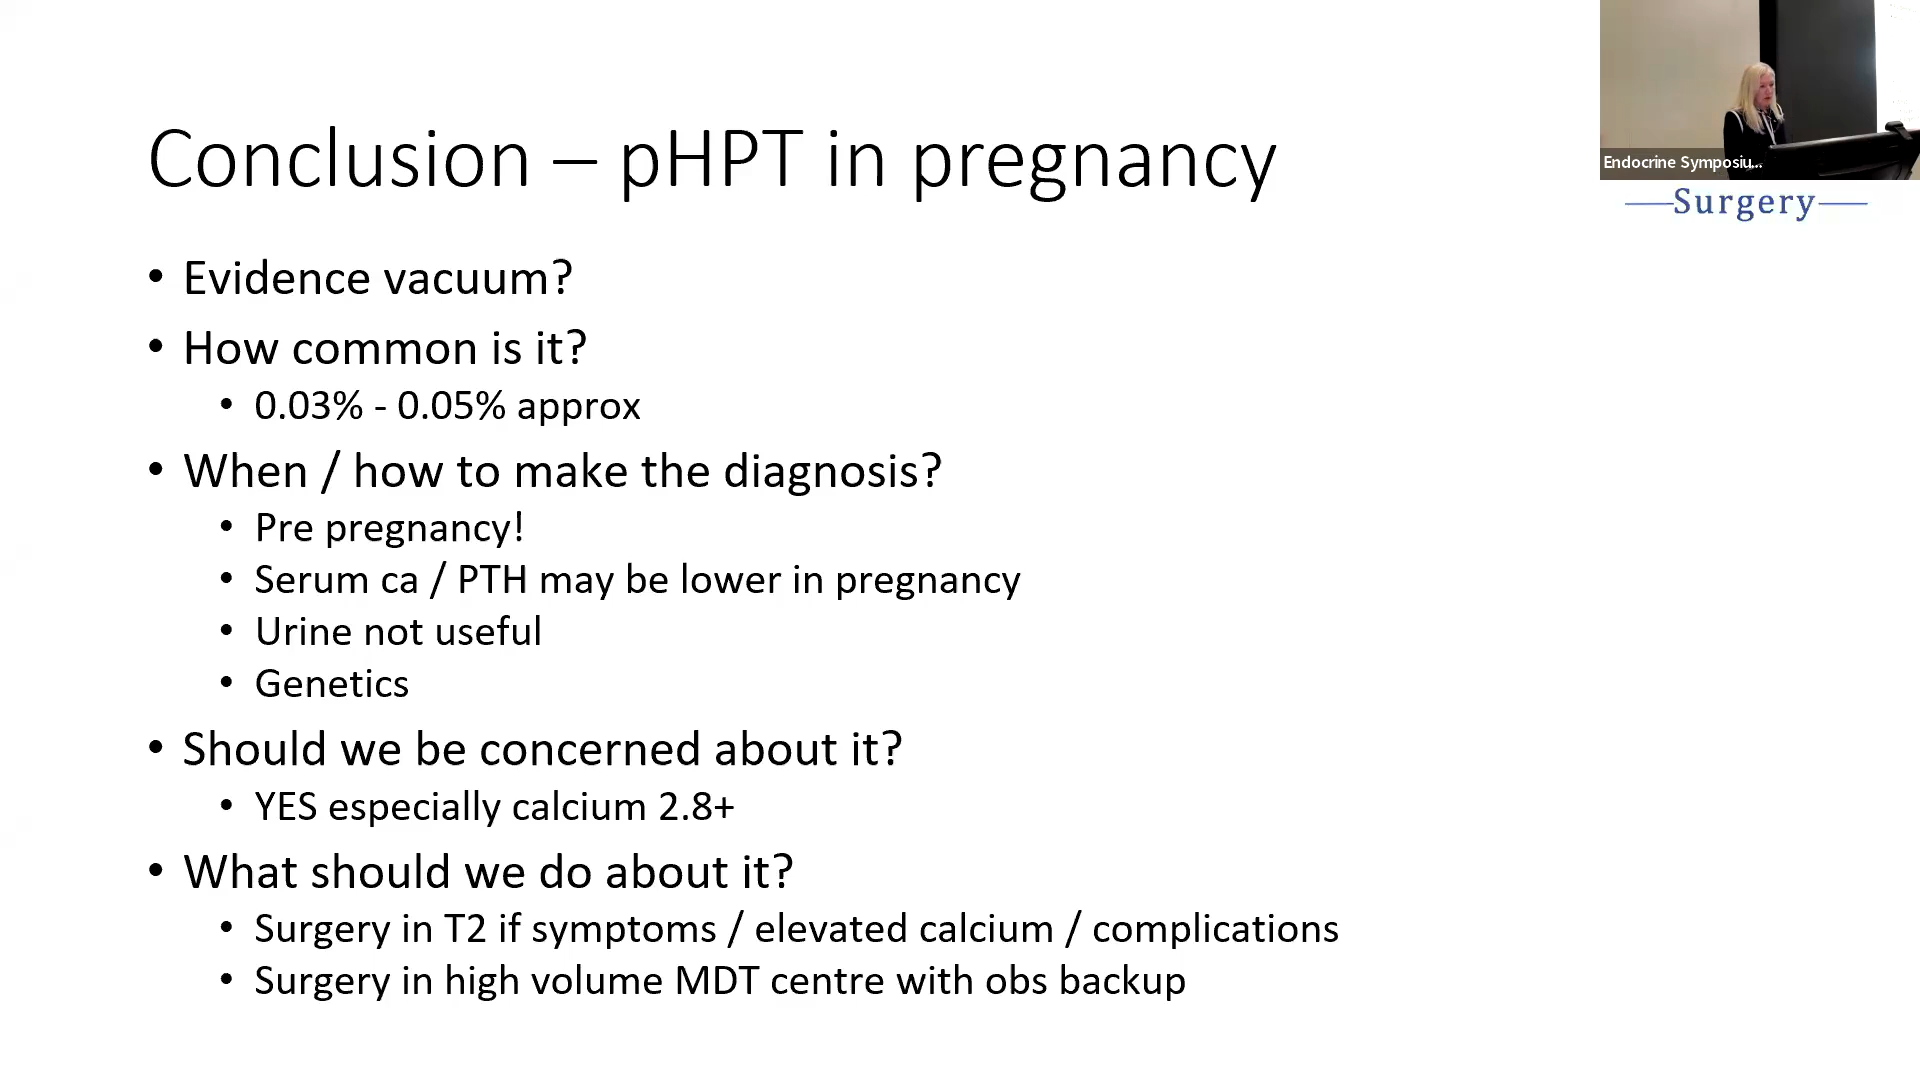 Conclusion – pHPT in pregnancy
Endocrine Symposiu...
Surgery
• Evidence vacuum?
• How common is it?
• 0.03% - 0.05% approx
• When / how to make the diagnosis?
• Pre pregnancy!
• Serum ca / PTH may be lower in pregnancy
• Urine not useful
• Genetics
• Should we be concerned about it?
• YES especially calcium 2.8+
• What should we do about it?
• Surgery in T2 if symptoms / elevated calcium / complications
• Surgery in high volume MDT centre with obs backup